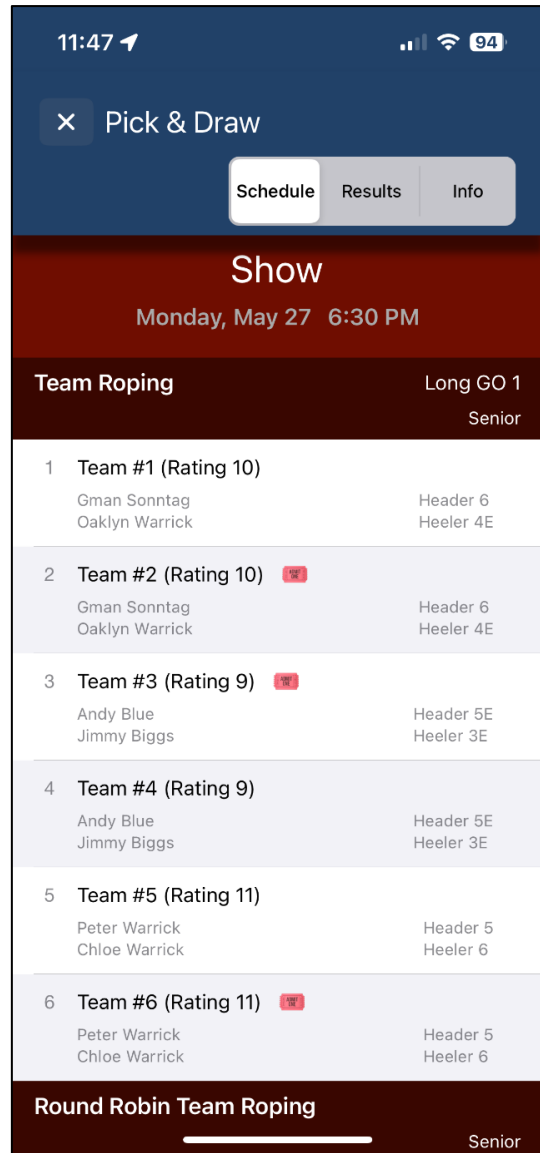 11:47
94
Pick & Draw
Schedule Results Info
Show
Monday, May 27 6:30 PM
Team Roping Long GO 1
Senior
1 Team #1 (Rating 10)
Gman Sonntag Header 6
Oaklyn Warrick Heeler 4E
2 Team #2 (Rating 10)
Gman Sonntag Header 6
Oaklyn Warrick Heeler 4E
3 Team #3 (Rating 9)
Andy Blue Header 5E
Jimmy Biggs Heeler 3E
4 Team #4 (Rating 9)
Andy Blue Header 5E
Jimmy Biggs Heeler 3E
5 Team #5 (Rating 11)
Peter Warrick Header 5
Chloe Warrick Heeler 6
6 Team #6 (Rating 11)
Peter Warrick Header 5
Chloe Warrick Heeler 6
Round Robin Team Roping
Senior